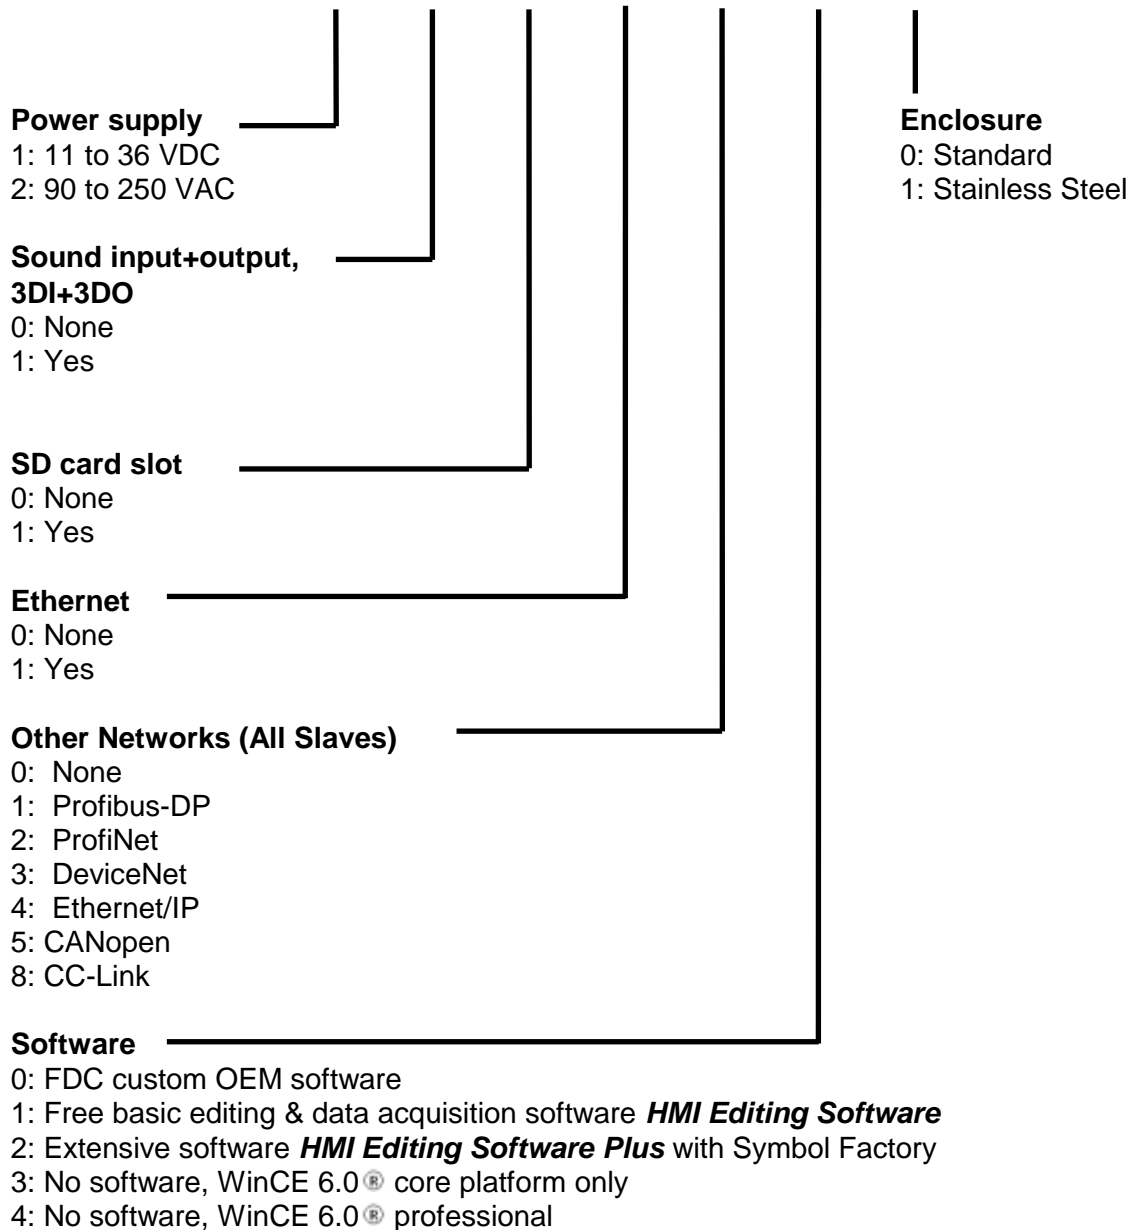 Power supply
1: 11 to 36 VDC
2: 90 to 250 VAC
Enclosure
0: Standard
1: Stainless Steel
Sound input+output,
3DI+3DO
0: None
1: Yes
SD card slot
0: None
1: Yes
Ethernet
0: None
1: Yes
Other Networks (All Slaves)
0: None
1: Profibus-DP
2: ProfiNet
3: DeviceNet
4: Ethernet/IP
5: CANopen
8: CC-Link
Software
0: FDC custom OEM software
1: Free basic editing & data acquisition software HMI Editing Software
2: Extensive software HMI Editing Software Plus with Symbol Factory
3: No software, WinCE 6.0® core platform only
4: No software, WinCE 6.0® professional